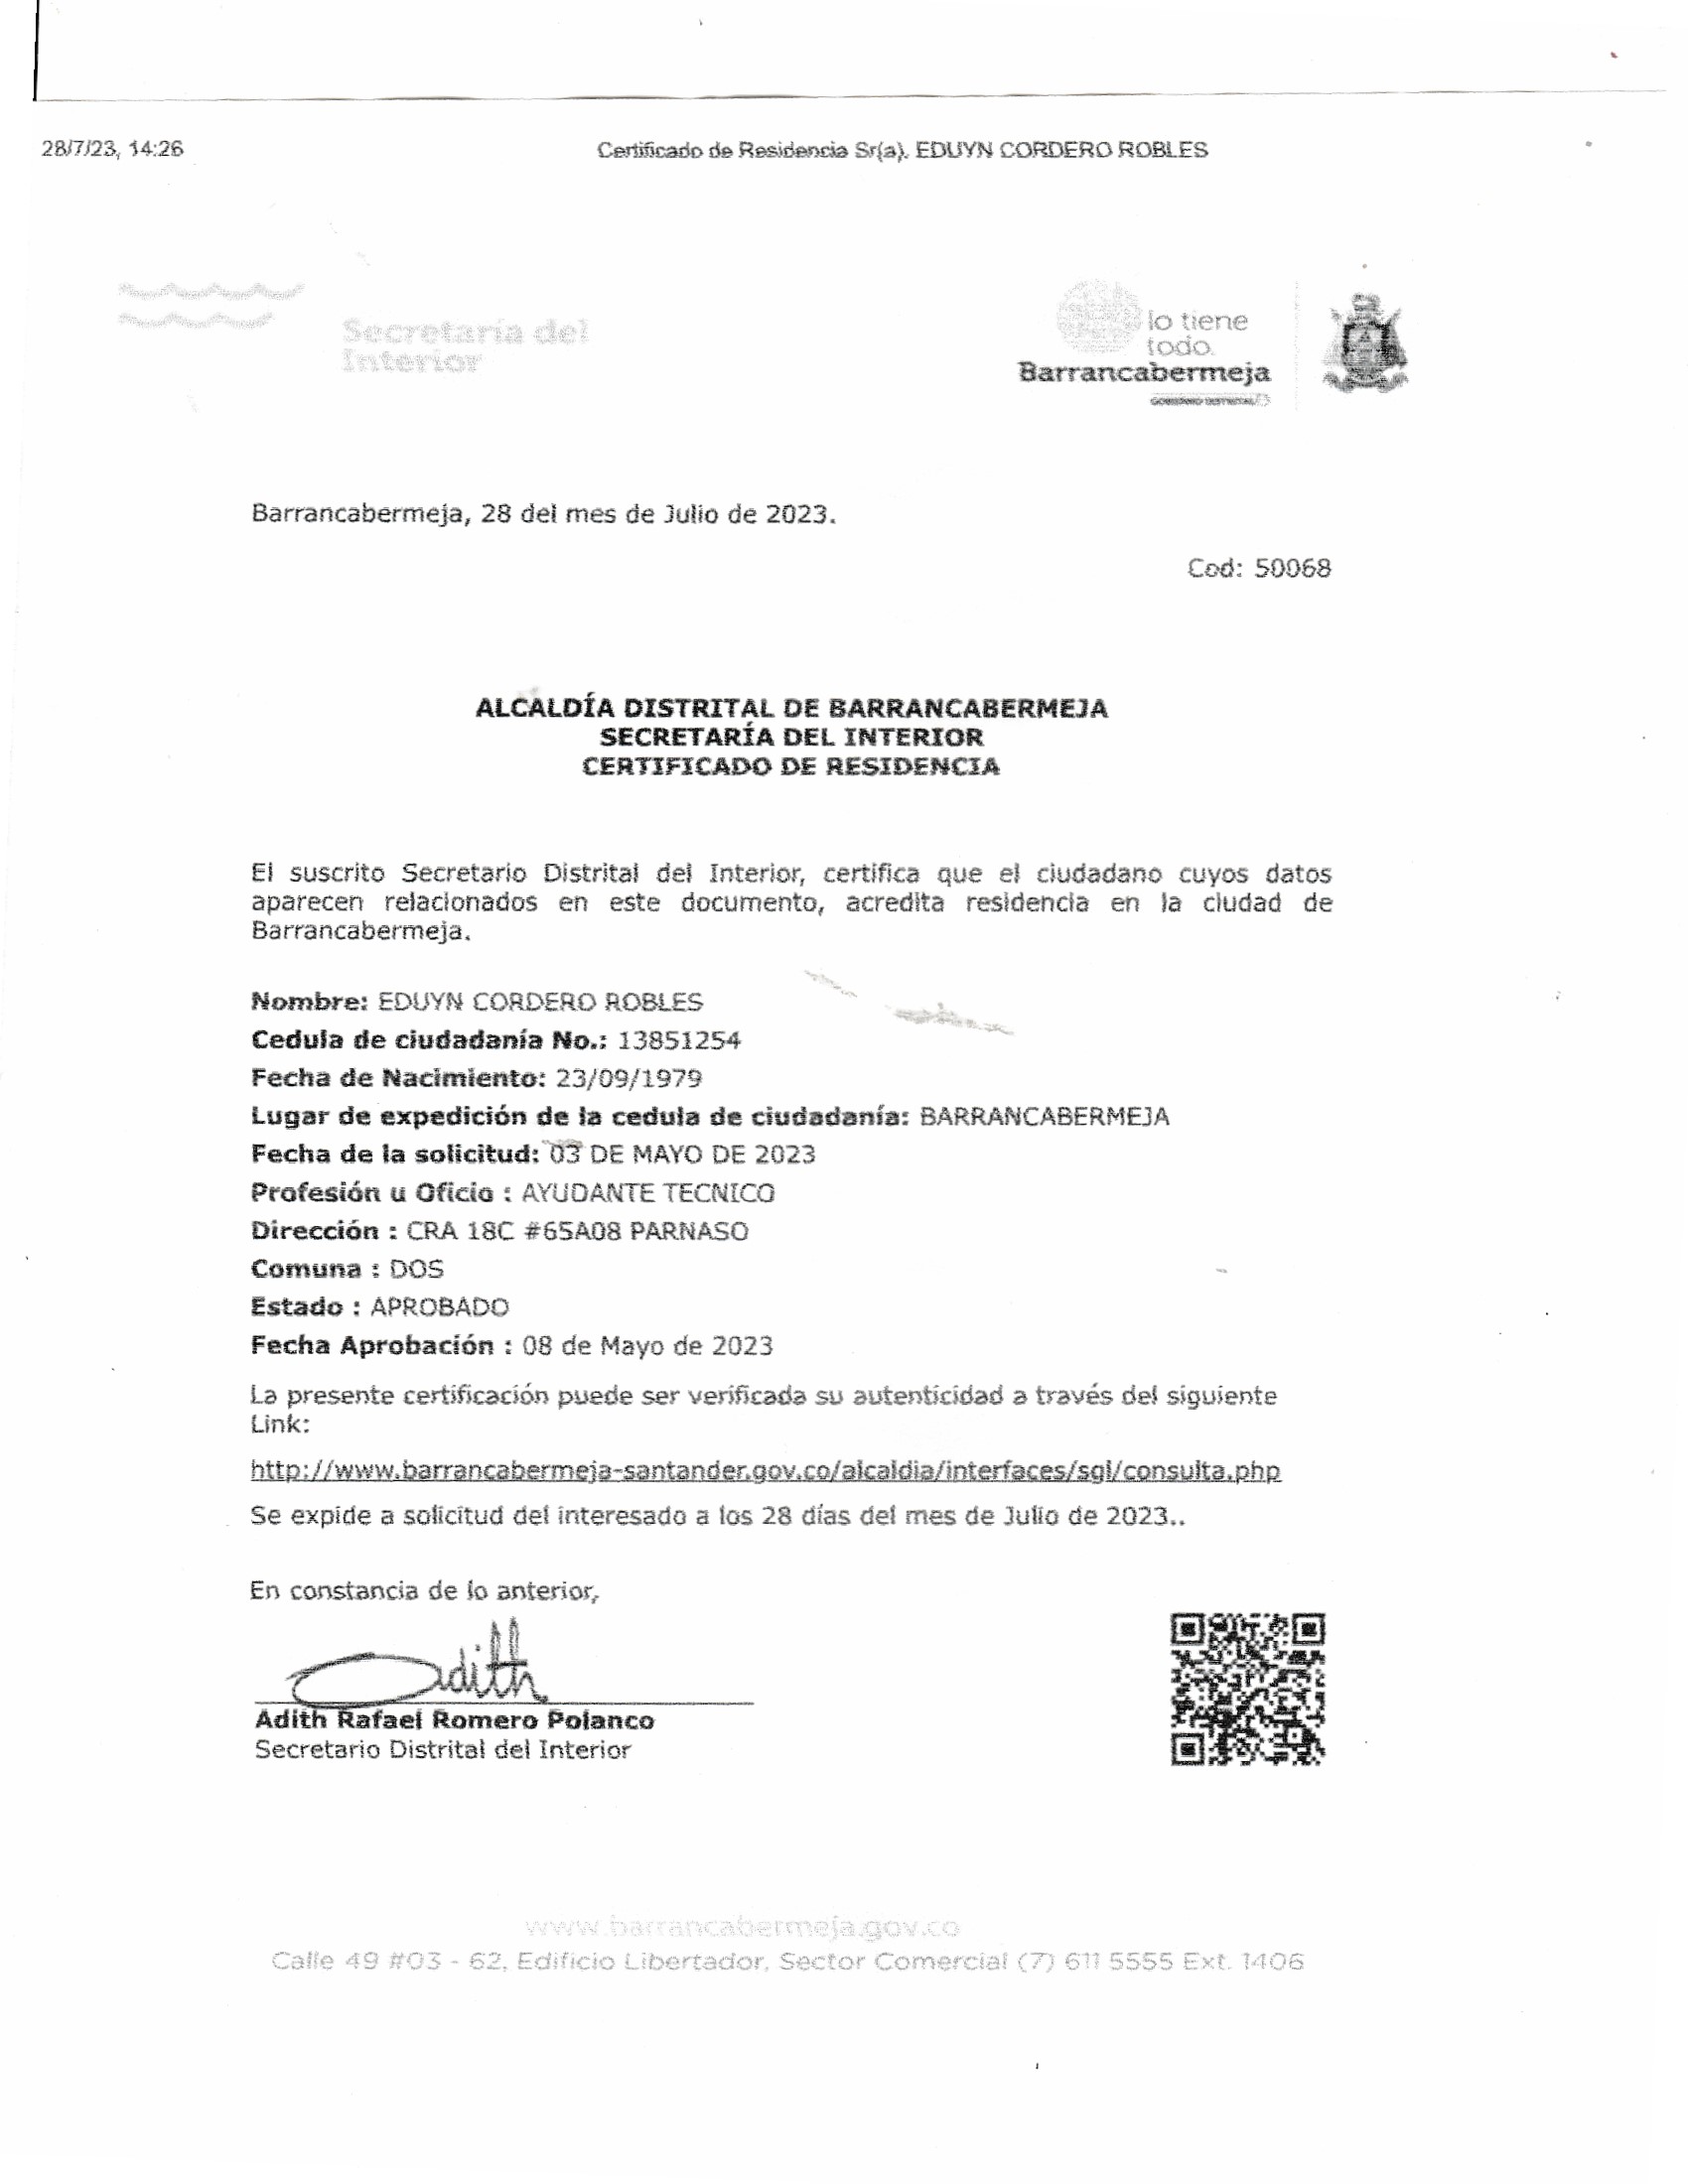 28/7/23, 14:26
Certificado de Residencia Sr(a). EDUYN CORDERO ROBLES
Secretaría del
Interior
lo tiene
todo.
Barrancabermeja
GOBIERNO DISTRITAL
Barrancabermeja, 28 del mes de Julio de 2023.
Cod: 50068
ALCALDÍA DISTRITAL DE BARRANCABERMEJA
SECRETARÍA DEL INTERIOR
CERTIFICADO DE RESIDENCIA
El suscrito Secretario Distrital del Interior, certifica que el ciudadano cuyos datos
aparecen relacionados en este documento, acredita residencia en la ciudad de
Barrancabermeja.
Nombre: EDUYN CORDERO ROBLES
Cedula de ciudadanía No.: 13851254
Fecha de Nacimiento: 23/09/1979
Lugar de expedición de la cedula de ciudadanía: BARRANCABERMEJA
Fecha de la solicitud: 03 DE MAYO DE 2023
Profesión u Oficio : AYUDANTE TECNICO
Dirección : CRA 18C #65A08 PARNASO
Comuna : DOS
Estado : APROBADO
Fecha Aprobación : 08 de Mayo de 2023
La presente certificación puede ser verificada su autenticidad a través del siguiente
Link:
http://www.barrancabermeja-santander.gov.co/alcaldia/interfaces/sgl/consulta.php
Se expide a solicitud del interesado a los 28 días del mes de Julio de 2023..
En constancia de lo anterior,
Adith
Adith Rafael Romero Polanco
Secretario Distrital del Interior
www.barrancabermeja.gov.co
Calle 49 #03 - 62, Edificio Libertador, Sector Comercial (7) 611 5555 Ext. 1406